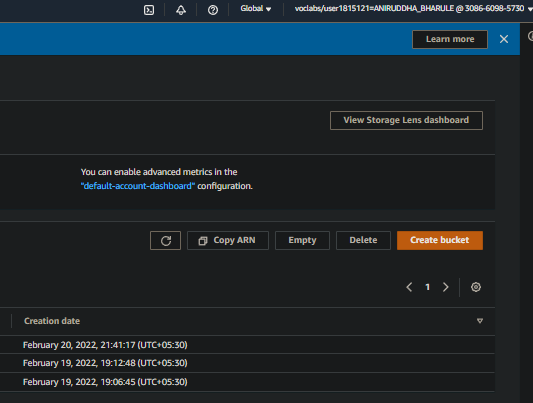 Global voclabs/user1815121=ANIRUDDHA_BHARULE @ 3086-6098-5730
Learn more
View Storage Lens dashboard
You can enable advanced metrics in the
"default-account-dashboard" configuration.
Copy ARN Empty Delete Create bucket
1
Creation date
February 20, 2022, 21:41:17 (UTC+05:30)
February 19, 2022, 19:12:48 (UTC+05:30)
February 19, 2022, 19:06:45 (UTC+05:30)